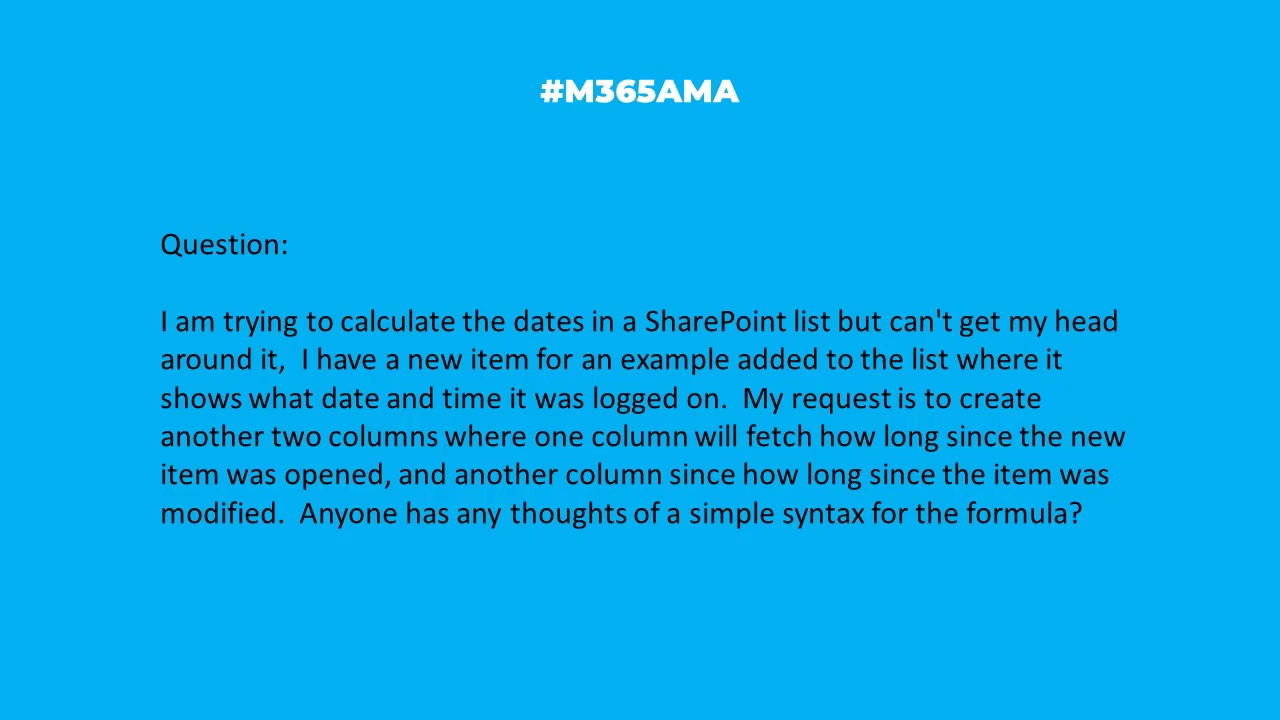 #M365AMA
Question:
I am trying to calculate the dates in a SharePoint list but can't get my head
around it,  I have a new item for an example added to the list where it
shows what date and time it was logged on.  My request is to create
another two columns where one column will fetch how long since the new
item was opened, and another column since how long since the item was
modified.  Anyone has any thoughts of a simple syntax for the formula?